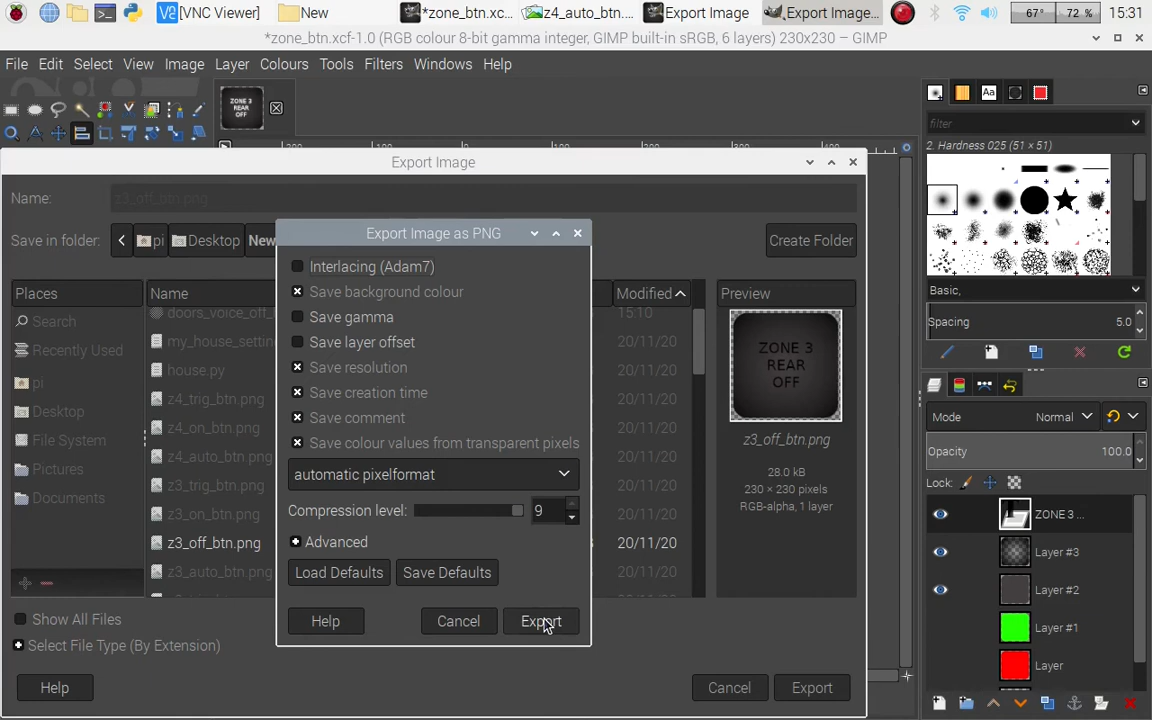 [VNC Viewer]
New
*zone_btn.xc...
z4_auto_btn....
Export Image
Export Image...
67°
72 %
15:31
*zone_btn.xcf-1.0 (RGB colour 8-bit gamma integer, GIMP built-in sRGB, 6 layers) 230x230 – GIMP
File Edit Select View Image Layer Colours Tools Filters Windows Help
ZONE 3
REAR
OFF
filter
2. Hardness 025 (51 × 51)
Basic,
Spacing 5.0
Export Image
Name: z3_off_btn.png
Save in folder: pi Desktop New
Create Folder
Places
Search
Recently Used
pi
Desktop
File System
Pictures
Documents
Name
Modified
my_house_settin
house.py
z4_trig_btn.png
z4_on_btn.png
z4_auto_btn.png
z3_trig_btn.png
z3_on_btn.png
z3_off_btn.png
z3_auto_btn.png
15:10
20/11/20
20/11/20
20/11/20
20/11/20
20/11/20
20/11/20
20/11/20
20/11/20
20/11/20
Preview
ZONE 3
REAR
OFF
z3_off_btn.png
28.0 kB
230 × 230 pixels
RGB-alpha, 1 layer
Export Image as PNG
Interlacing (Adam7)
Save background colour
Save gamma
Save layer offset
Save resolution
Save creation time
Save comment
Save colour values from transparent pixels
automatic pixelformat
Compression level: 9
Advanced
Load Defaults
Save Defaults
Help
Cancel
Export
Show All Files
Select File Type (By Extension)
Help
Cancel
Export
Mode Normal
Opacity 100.0
Lock:
ZONE 3 ...
Layer #3
Layer #2
Layer #1
Layer